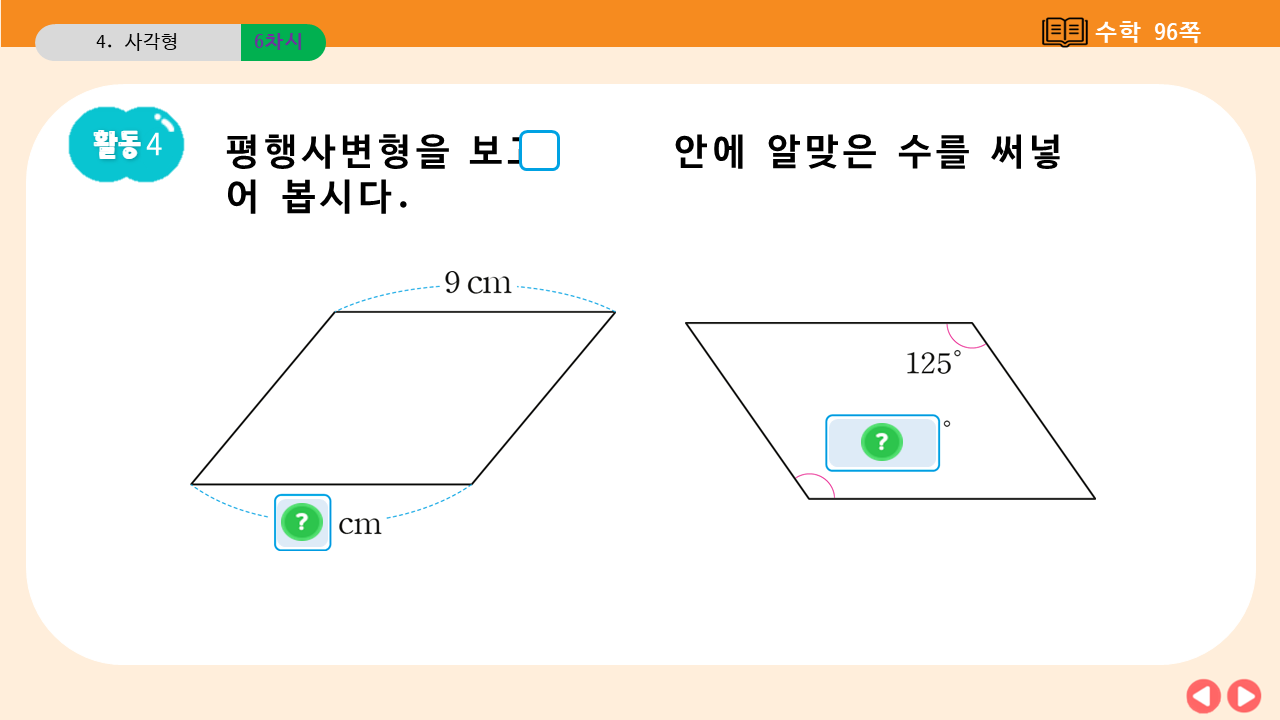 4. 사각형 6차시
수학 96쪽
활동 4
평행사변형을 보고 안에 알맞은 수를 써넣
어 봅시다.
9 cm
125°
? °
? cm